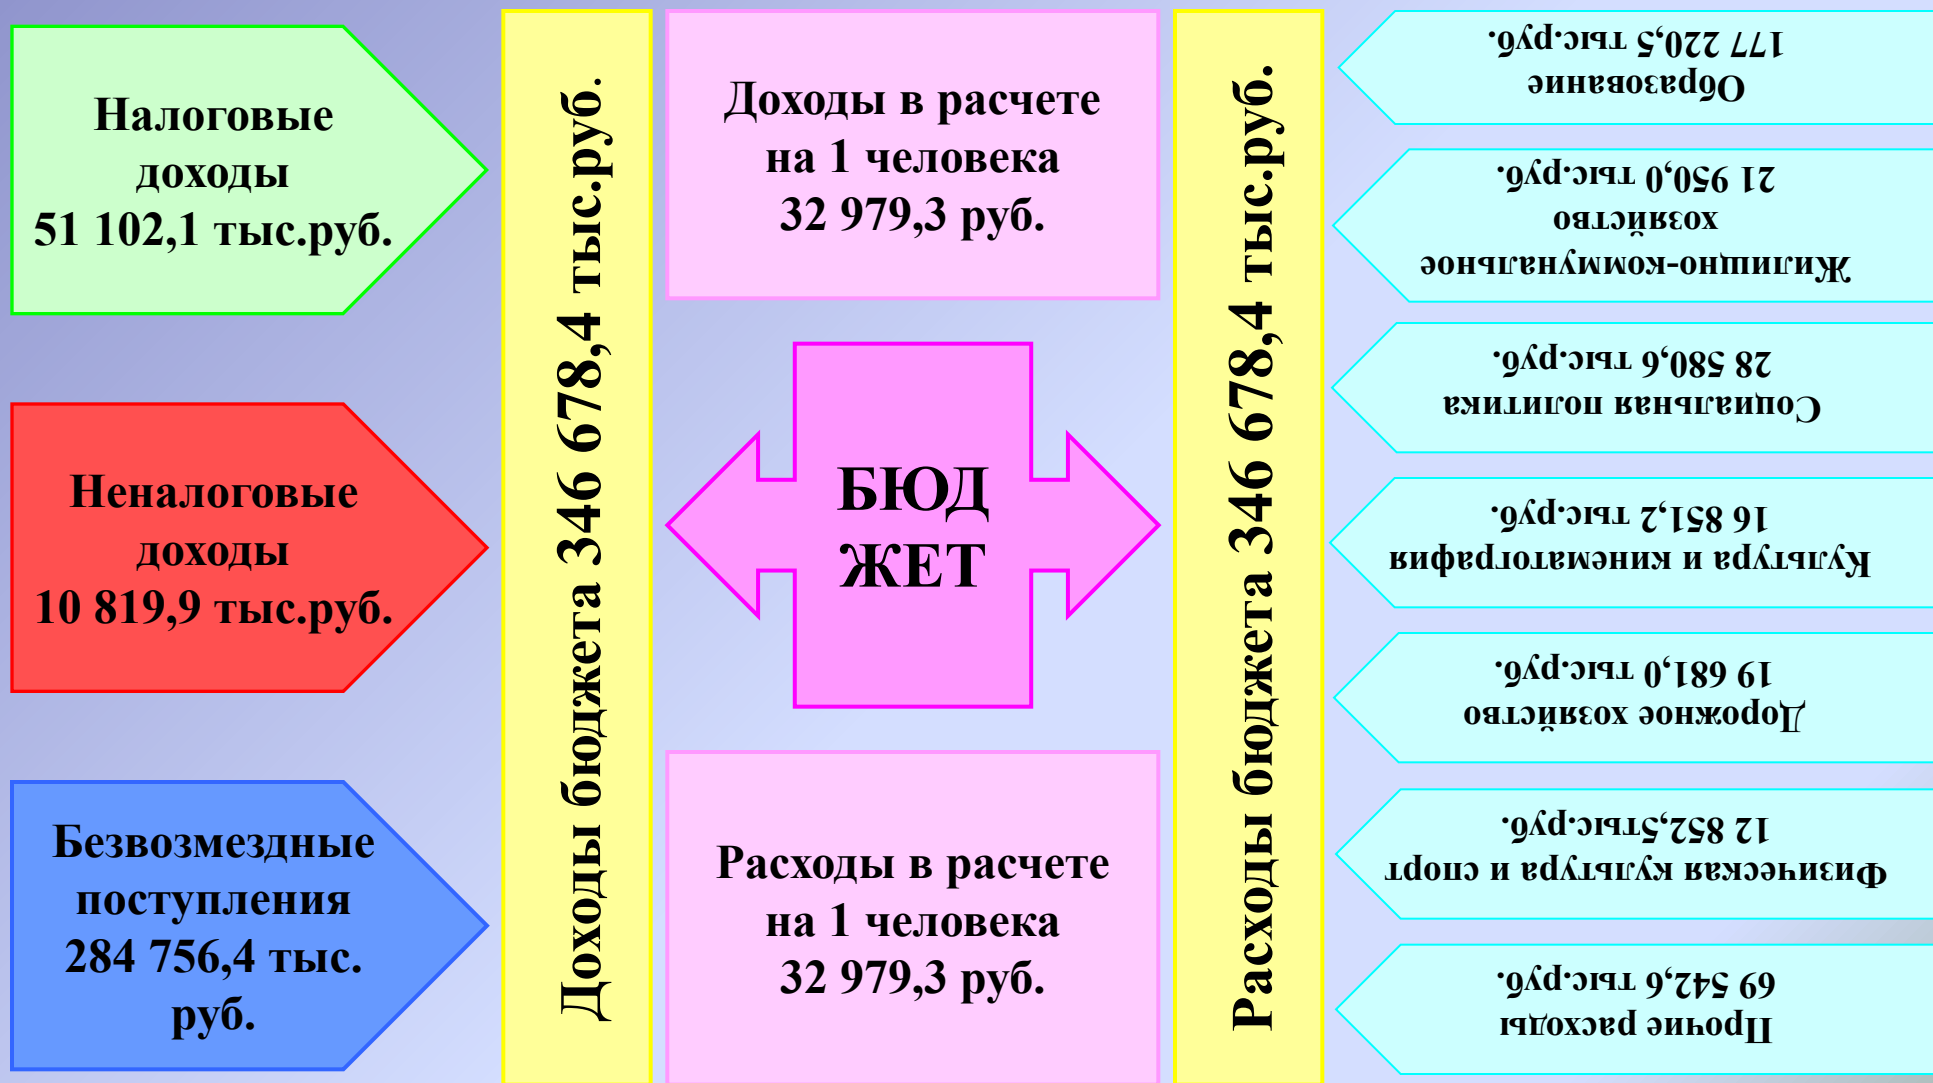 Налоговые
доходы
51 102,1 тыс.руб.
Неналоговые
доходы
10 819,9 тыс.руб.
Безвозмездные
поступления
284 756,4 тыс.
руб.
Доходы бюджета 346 678,4 тыс.руб.
Доходы в расчете
на 1 человека
32 979,3 руб.
БЮД
ЖЕТ
Расходы в расчете
на 1 человека
32 979,3 руб.
Расходы бюджета 346 678,4 тыс.руб.
Образование
177 220,5 тыс.руб.
Жилищно-коммунальное
хозяйство
21 950,0 тыс.руб.
Социальная политика
28 580,6 тыс.руб.
Культура и кинематография
16 851,2 тыс.руб.
Дорожное хозяйство
19 681,0 тыс.руб.
Физическая культура и спорт
12 852,5тыс.руб.
Прочие расходы
69 542,6 тыс.руб.